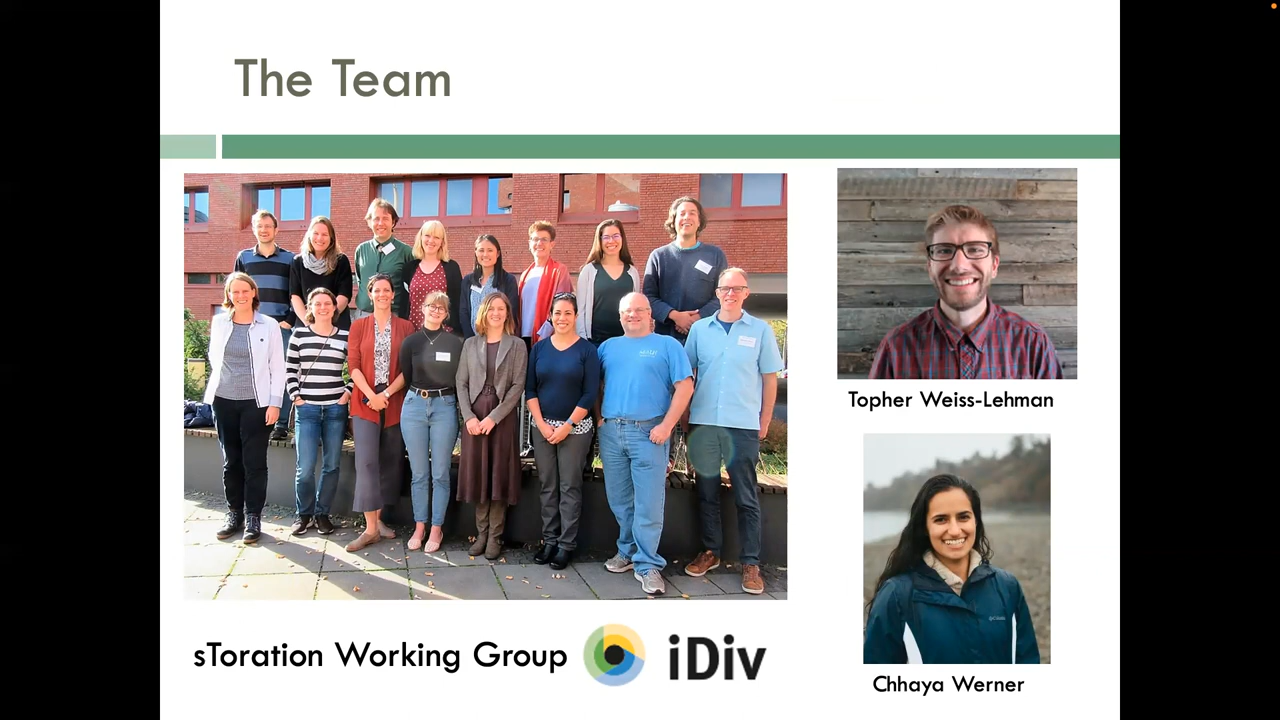 The Team
Topher Weiss-Lehman
Chhaya Werner
sToration Working Group
iDiv